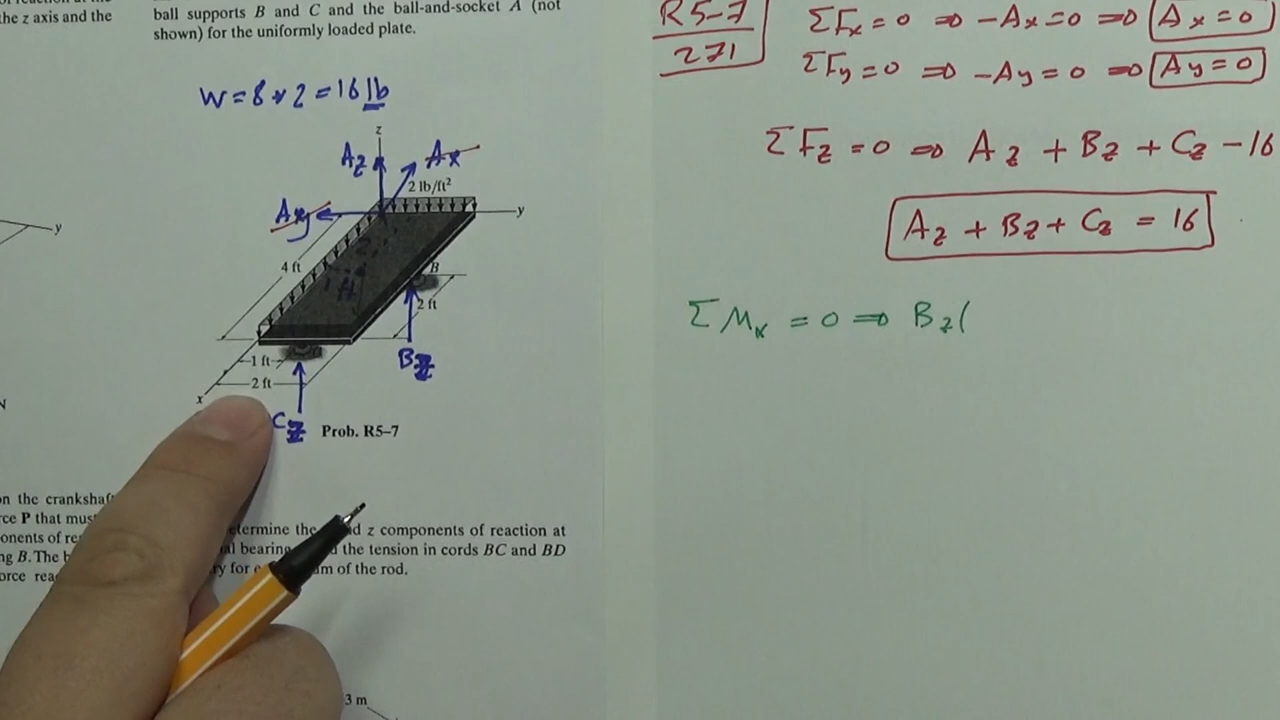 the z axis and the
ball supports B and C and the ball-and-socket A (not
shown) for the uniformly loaded plate.
W = 8 * 2 = 16 lb
z
Az
Ax
2 lb/ft²
Ay
y
y
4 ft
B
2 ft
1 ft
2 ft
x
Bz
Cz
Prob. R5–7
on the crankshaf
rce P that mus
ponents of re
ng B. The b
orce rea
etermine the
d z components of reaction at
al bearing
the tension in cords BC and BD
ry for e
m of the rod.
3 m
R5-7
271
ΣFx = 0 ⇒ -Ax = 0 ⇒ Ax = 0
ΣFy = 0 ⇒ -Ay = 0 ⇒ Ay = 0
ΣFz = 0 ⇒ Az + Bz + Cz - 16
Az + Bz + Cz = 16
ΣMx = 0 ⇒ Bz(